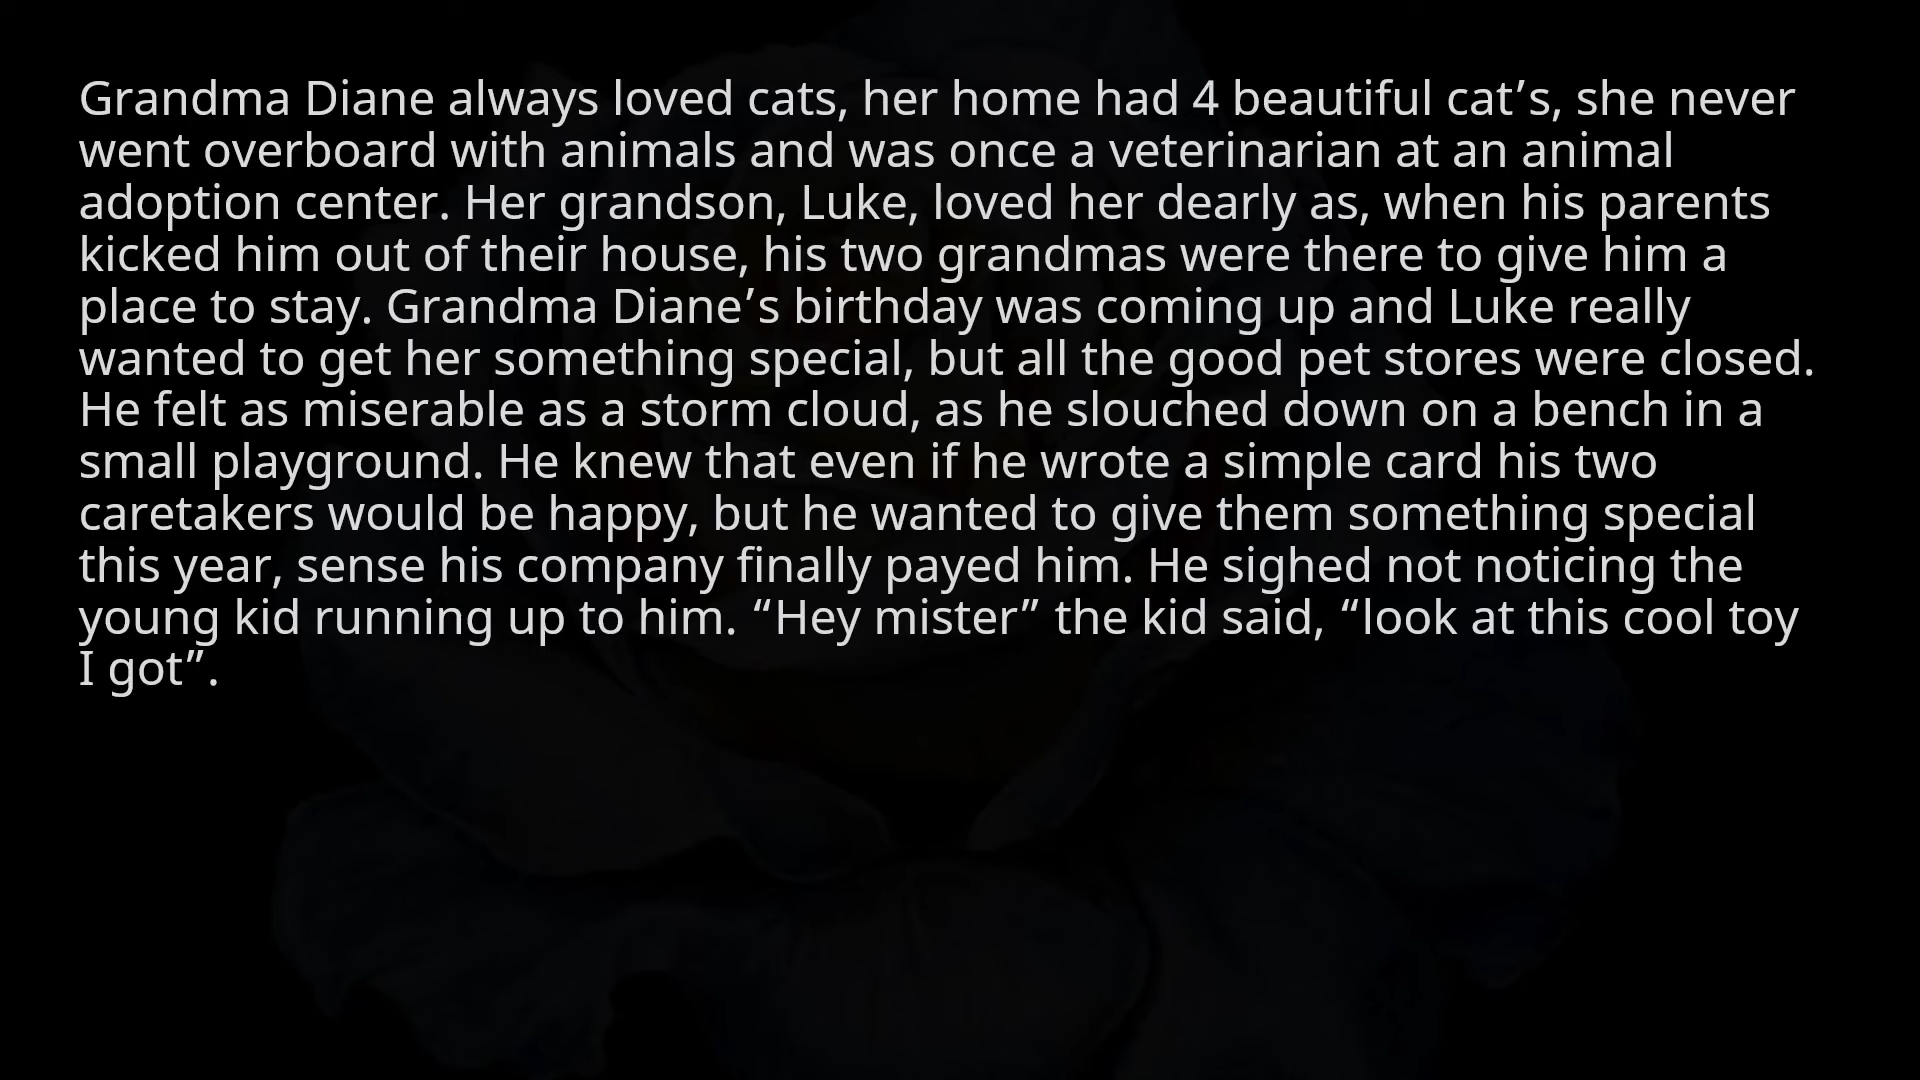 Grandma Diane always loved cats, her home had 4 beautiful cat’s, she never
went overboard with animals and was once a veterinarian at an animal
adoption center. Her grandson, Luke, loved her dearly as, when his parents
kicked him out of their house, his two grandmas were there to give him a
place to stay. Grandma Diane’s birthday was coming up and Luke really
wanted to get her something special, but all the good pet stores were closed.
He felt as miserable as a storm cloud, as he slouched down on a bench in a
small playground. He knew that even if he wrote a simple card his two
caretakers would be happy, but he wanted to give them something special
this year, sense his company finally payed him. He sighed not noticing the
young kid running up to him. “Hey mister” the kid said, “look at this cool toy
I got”.